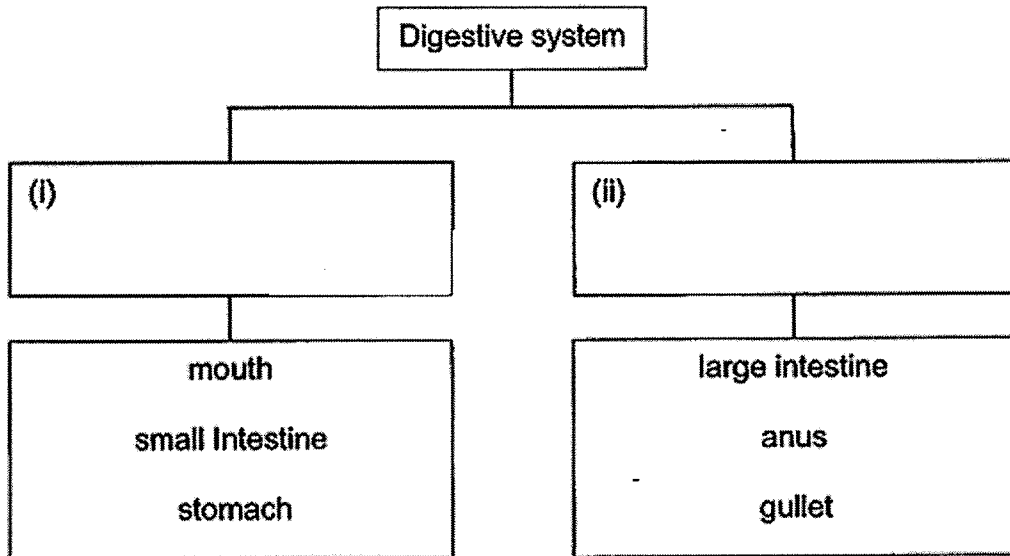 Digestive system
(i)
(ii)
mouth
small Intestine
stomach
large intestine
anus
gullet